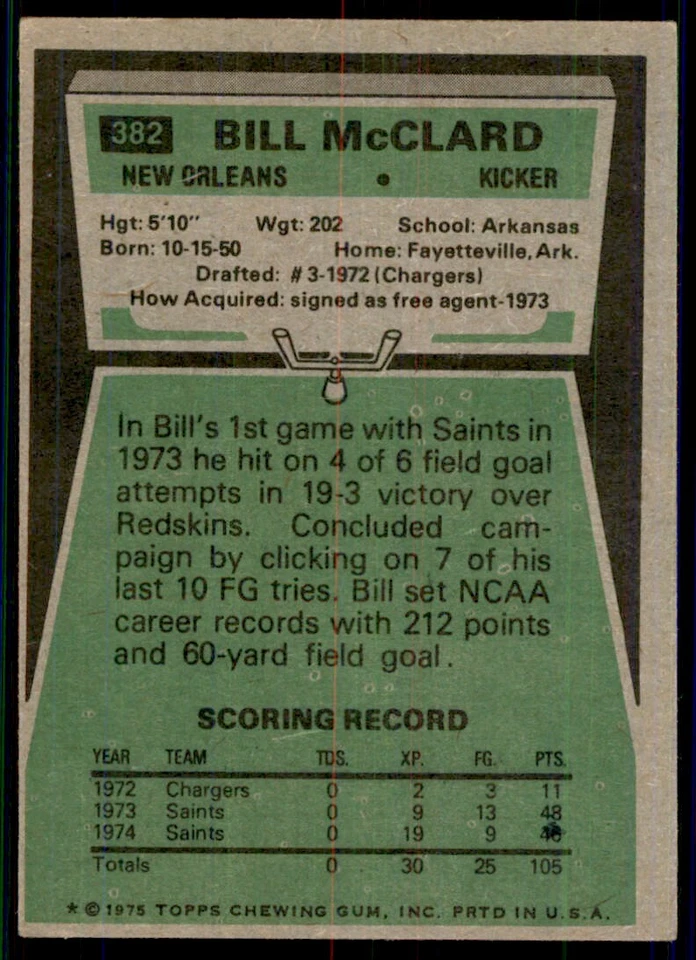 382 BILL McCLARD
NEW ORLEANS • KICKER
Hgt: 5'10" Wgt: 202 School: Arkansas
Born: 10-15-50 Home: Fayetteville, Ark.
Drafted: #3-1972 (Chargers)
How Acquired: signed as free agent-1973
In Bill's 1st game with Saints in
1973 he hit on 4 of 6 field goal
attempts in 19-3 victory over
Redskins. Concluded cam-
paign by clicking on 7 of his
last 10 FG tries. Bill set NCAA
career records with 212 points
and 60-yard field goal.
SCORING RECORD
YEAR TEAM TDS. XP. FG. PTS.
1972 Chargers 0 2 3 11
1973 Saints 0 9 13 48
1974 Saints 0 19 9 46
Totals 0 30 25 105
* © 1975 TOPPS CHEWING GUM, INC. PRTD IN U.S.A.